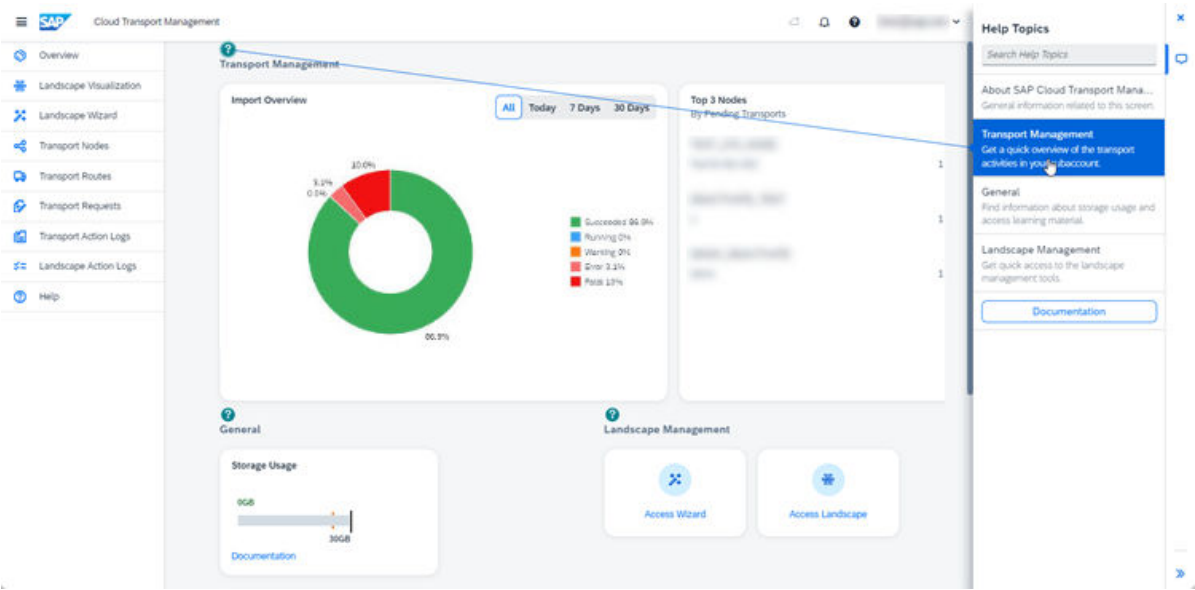 SAP
Cloud Transport Management
Overview
Landscape Visualization
Landscape Wizard
Transport Nodes
Transport Routes
Transport Requests
Transport Action Logs
Landscape Action Logs
Help
Transport Management
Import Overview
All Today 7 Days 30 Days
10.0%
3.1%
0.0%
86.9%
Succeeded 86.9%
Running 0%
Warning 0%
Error 3.1%
Fatal 10%
Top 3 Nodes
By Pending Transports
1
1
1
General
Storage Usage
0GB
30GB
Documentation
Landscape Management
Access Wizard
Access Landscape
Help Topics
Search Help Topics
About SAP Cloud Transport Mana...
General information related to this screen.
Transport Management
Get a quick overview of the transport
activities in your subaccount.
General
Find information about storage usage and
access learning material.
Landscape Management
Get quick access to the landscape
management tools.
Documentation